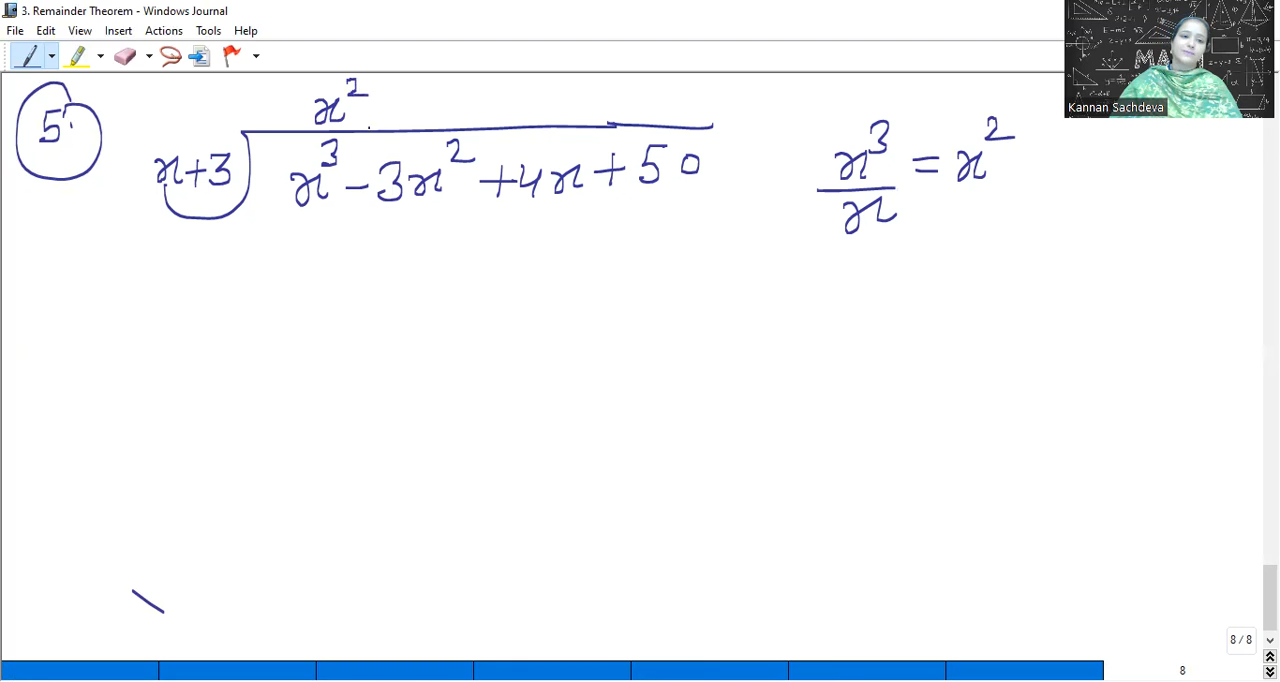 3. Remainder Theorem - Windows Journal
File Edit View Insert Actions Tools Help
Kannan Sachdeva
5.
x²
x+3 x³ - 3x² + 4x + 50
x³/x = x²
8 / 8
8